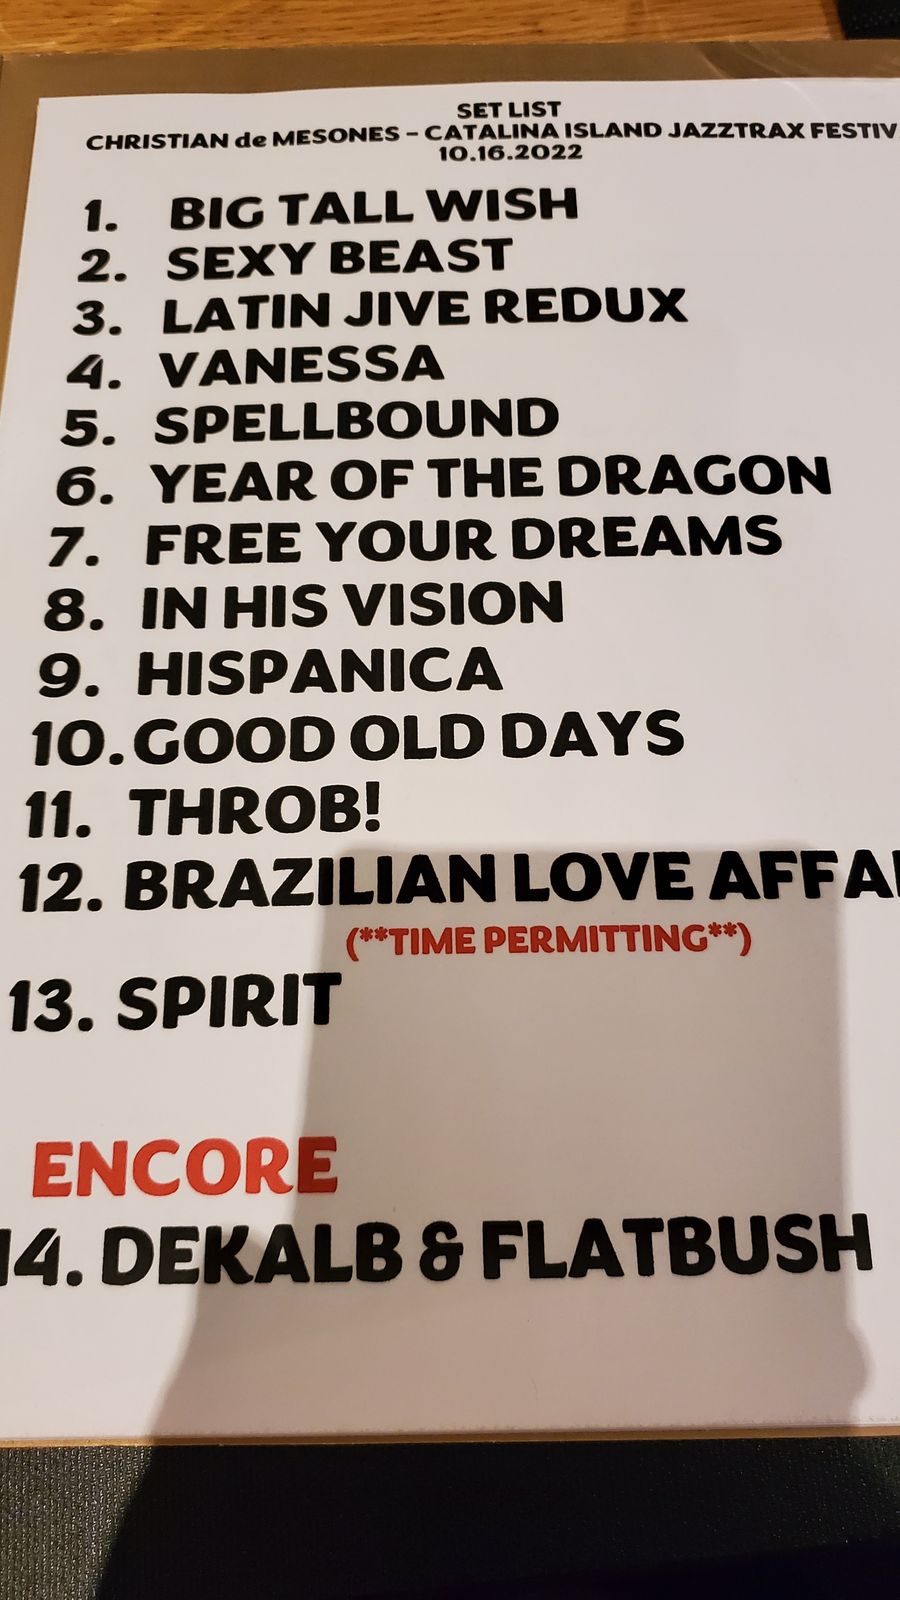 SET LIST
CHRISTIAN de MESONES - CATALINA ISLAND JAZZTRAX FESTIV
10.16.2022
1. BIG TALL WISH
2. SEXY BEAST
3. LATIN JIVE REDUX
4. VANESSA
5. SPELLBOUND
6. YEAR OF THE DRAGON
7. FREE YOUR DREAMS
8. IN HIS VISION
9. HISPANICA
10. GOOD OLD DAYS
11. THROB!
12. BRAZILIAN LOVE AFFAI
(**TIME PERMITTING**)
13. SPIRIT
ENCORE
14. DEKALB & FLATBUSH